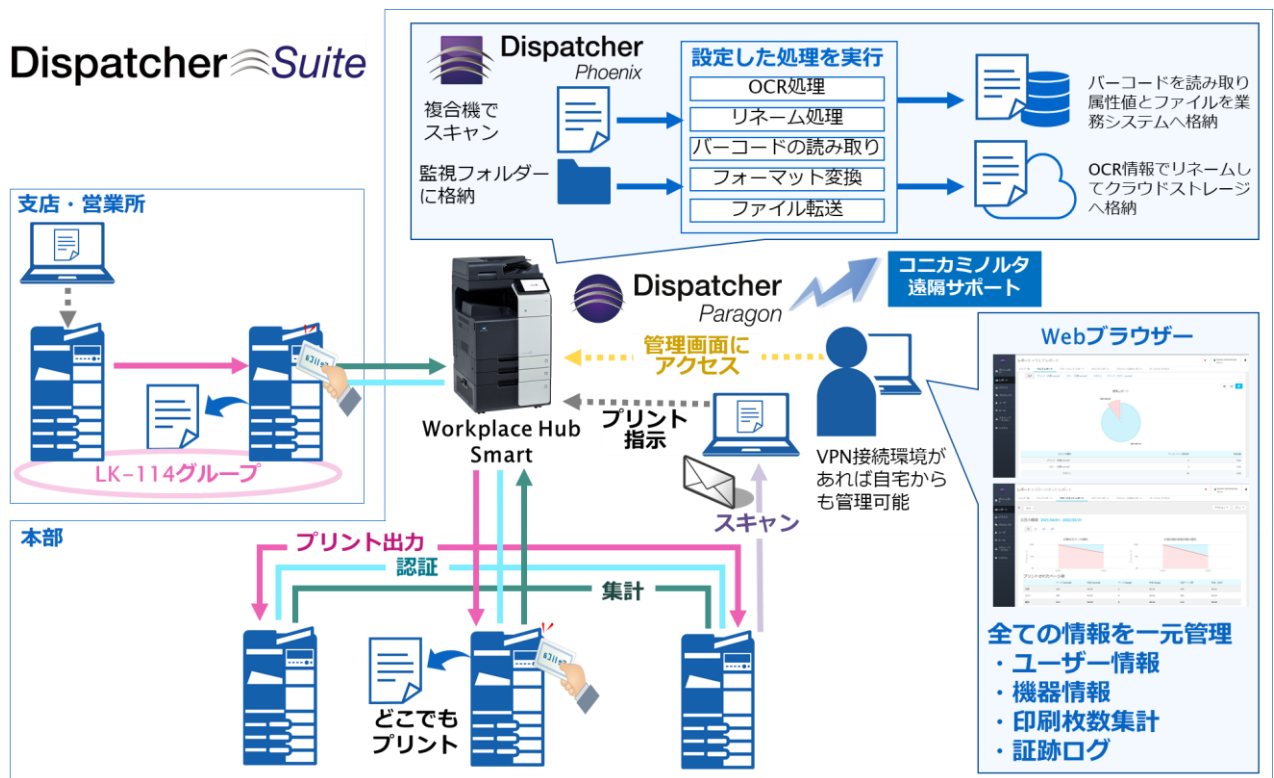 Dispatcher Suite
Dispatcher
Phoenix
複合機で
スキャン
監視フォルダー
に格納
設定した処理を実行
OCR処理
リネーム処理
バーコードの読み取り
フォーマット変換
ファイル転送
バーコードを読み取り
属性値とファイルを業
務システムへ格納
OCR情報でリネームし
てクラウドストレージ
へ格納
支店・営業所
LK-114グループ
Workplace Hub
Smart
Dispatcher
Paragon
コニカミノルタ
遠隔サポート
管理画面に
アクセス
プリント
指示
VPN接続環境が
あれば自宅から
も管理可能
スキャン
本部
プリント出力
認証
集計
どこでも
プリント
Webブラウザー
全ての情報を一元管理
・ユーザー情報
・機器情報
・印刷枚数集計
・証跡ログ